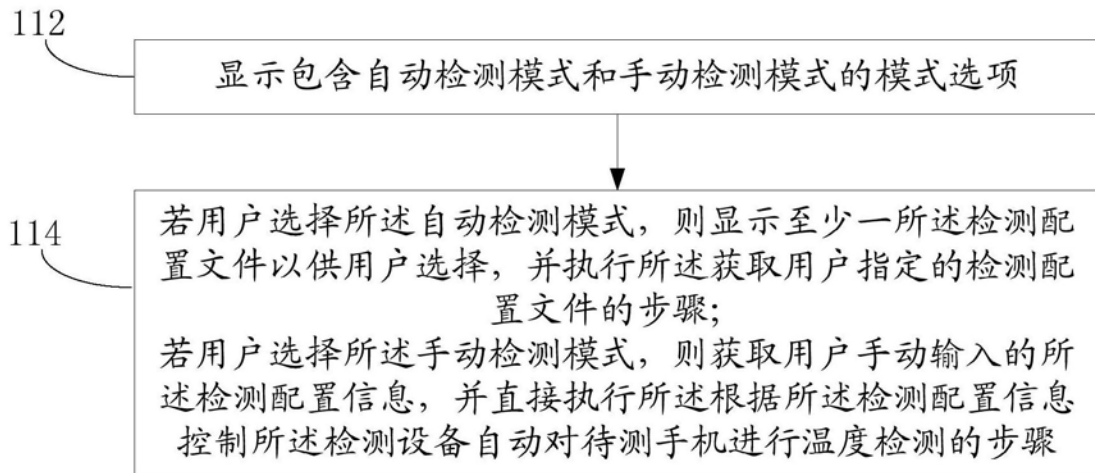 112
显示包含自动检测模式和手动检测模式的模式选项
114
若用户选择所述自动检测模式，则显示至少一所述检测配
置文件以供用户选择，并执行所述获取用户指定的检测配
置文件的步骤；
若用户选择所述手动检测模式，则获取用户手动输入的所
述检测配置信息，并直接执行所述根据所述检测配置信息
控制所述检测设备自动对待测手机进行温度检测的步骤